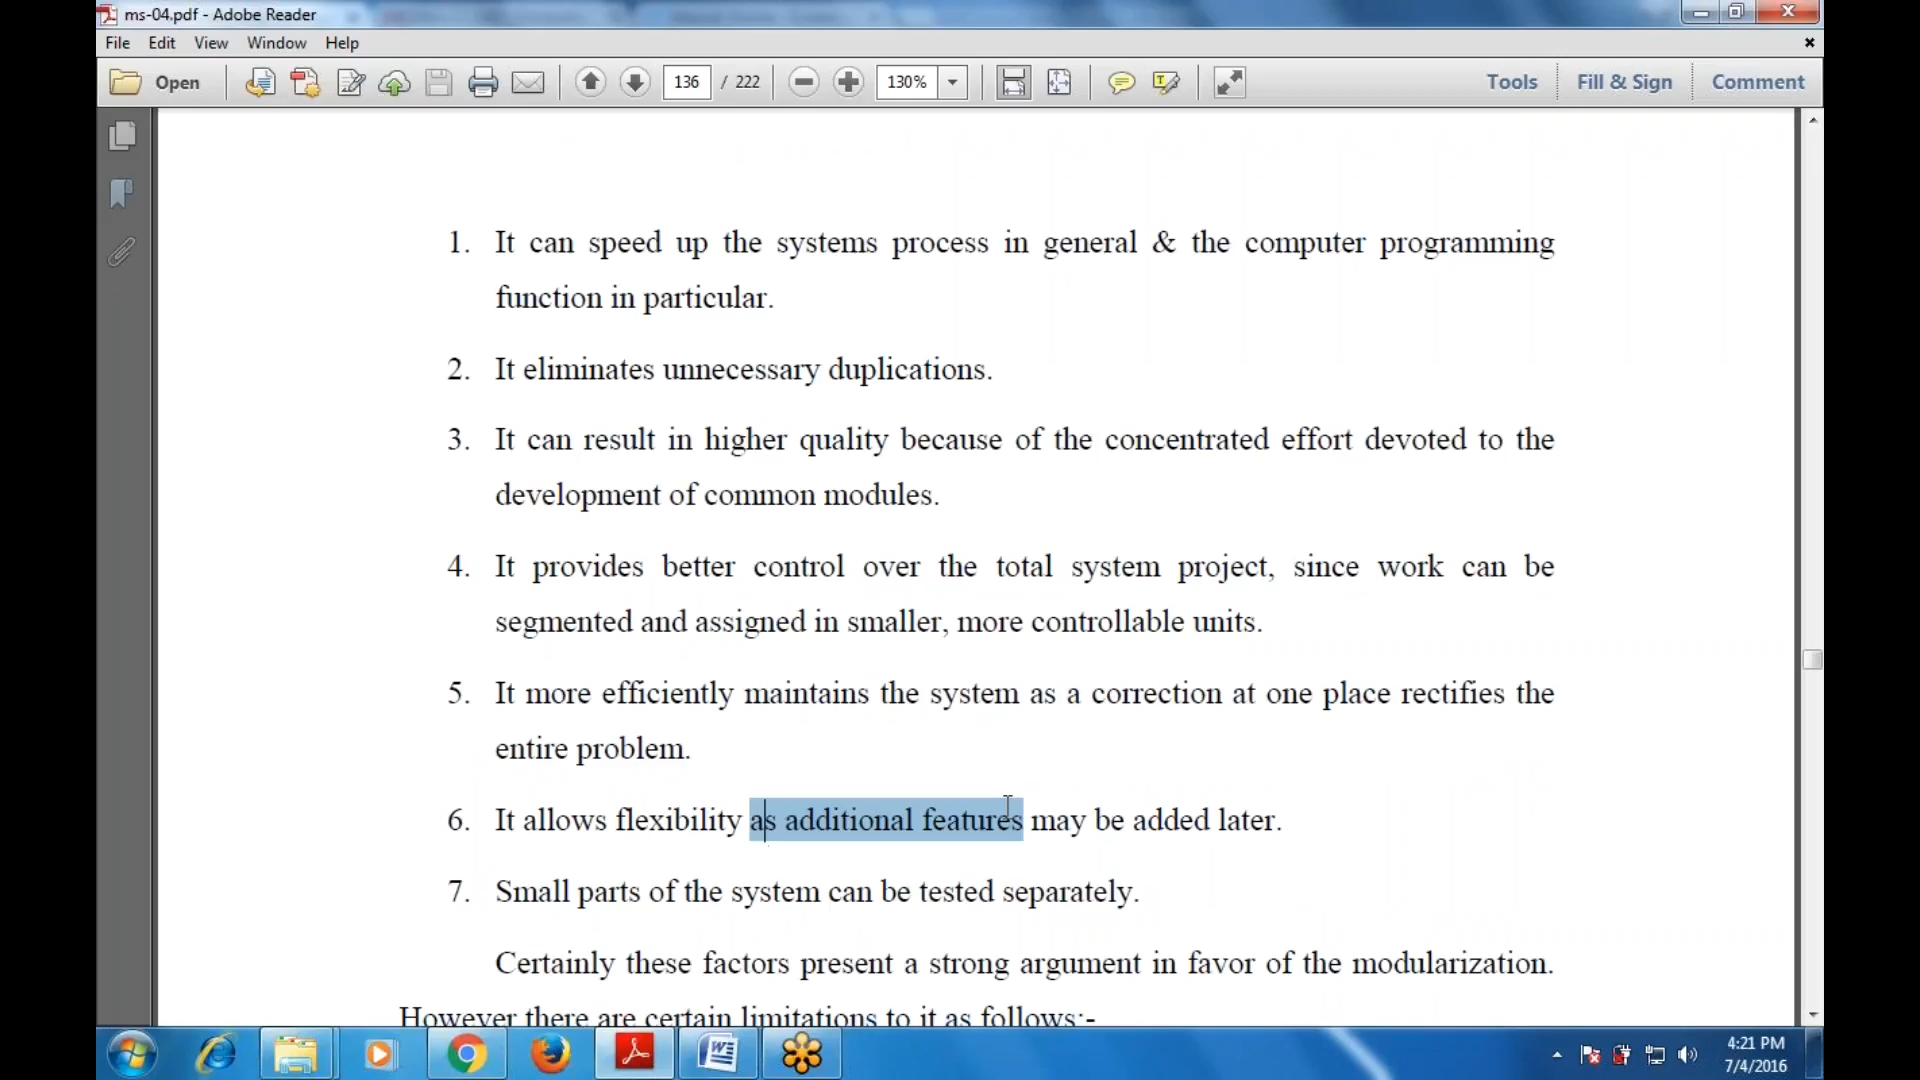 ms-04.pdf - Adobe Reader
File Edit View Window Help
Open 136 / 222 130% Tools Fill & Sign Comment
1. It can speed up the systems process in general & the computer programming
function in particular.
2. It eliminates unnecessary duplications.
3. It can result in higher quality because of the concentrated effort devoted to the
development of common modules.
4. It provides better control over the total system project, since work can be
segmented and assigned in smaller, more controllable units.
5. It more efficiently maintains the system as a correction at one place rectifies the
entire problem.
6. It allows flexibility as additional features may be added later.
7. Small parts of the system can be tested separately.
Certainly these factors present a strong argument in favor of the modularization.
However there are certain limitations to it as follows:-
4:21 PM
7/4/2016